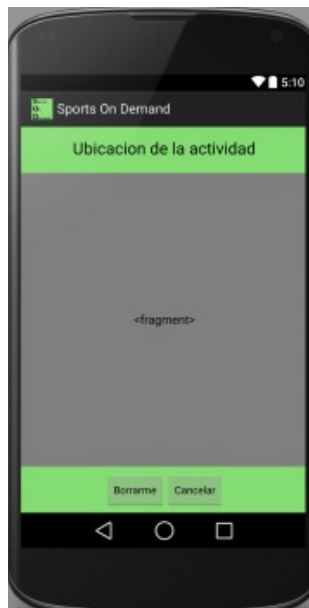 5:10
Sports On Demand
Ubicacion de la actividad
<fragment>
Borrarme Cancelar